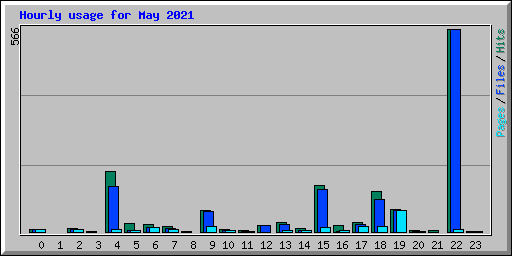 Hourly usage for May 2021
566
Pages/Files/Hits
0 1 2 3 4 5 6 7 8 9 10 11 12 13 14 15 16 17 18 19 20 21 22 23